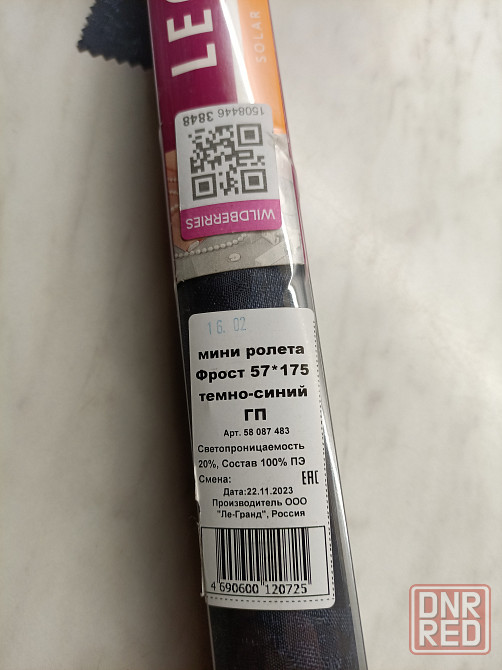 LEG
SOLAR
1508446 3848
WILDBERRIES
16. 02
мини ролета
Фрост 57*175
темно-синий
ГП
Арт. 58 087 483
Светопроницаемость
20%, Состав 100% ПЭ
Смена:
EAC
Дата:22.11.2023
Производитель ООО
"Ле-Гранд", Россия
4 690600 120725
DNR
RED